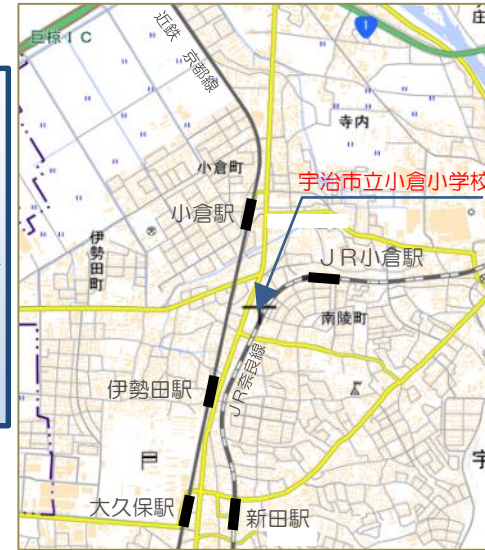 庄
1
巨椋IC
近鉄 京都線
寺内
小倉町
宇治市立小倉小学校
小倉駅
伊勢田町
JR小倉駅
南陵町
JR奈良線
伊勢田駅
宇
大久保駅
新田駅